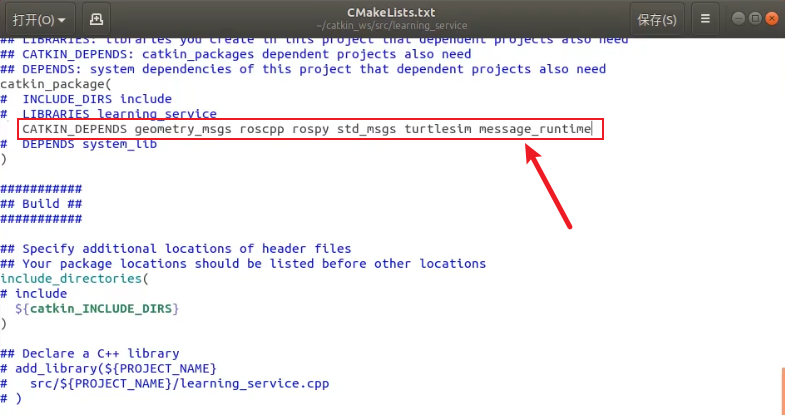 打开(O)
CMakeLists.txt
~/catkin_ws/src/learning_service
保存(S)
## LIBRARIES: libraries you create in this project that dependent projects also need
## CATKIN_DEPENDS: catkin_packages dependent projects also need
## DEPENDS: system dependencies of this project that dependent projects also need
catkin_package(
#  INCLUDE_DIRS include
#  LIBRARIES learning_service
   CATKIN_DEPENDS geometry_msgs roscpp rospy std_msgs turtlesim message_runtime
#  DEPENDS system_lib
)
###########
## Build ##
###########
## Specify additional locations of header files
## Your package locations should be listed before other locations
include_directories(
# include
  ${catkin_INCLUDE_DIRS}
)
## Declare a C++ library
# add_library(${PROJECT_NAME}
#   src/${PROJECT_NAME}/learning_service.cpp
# )